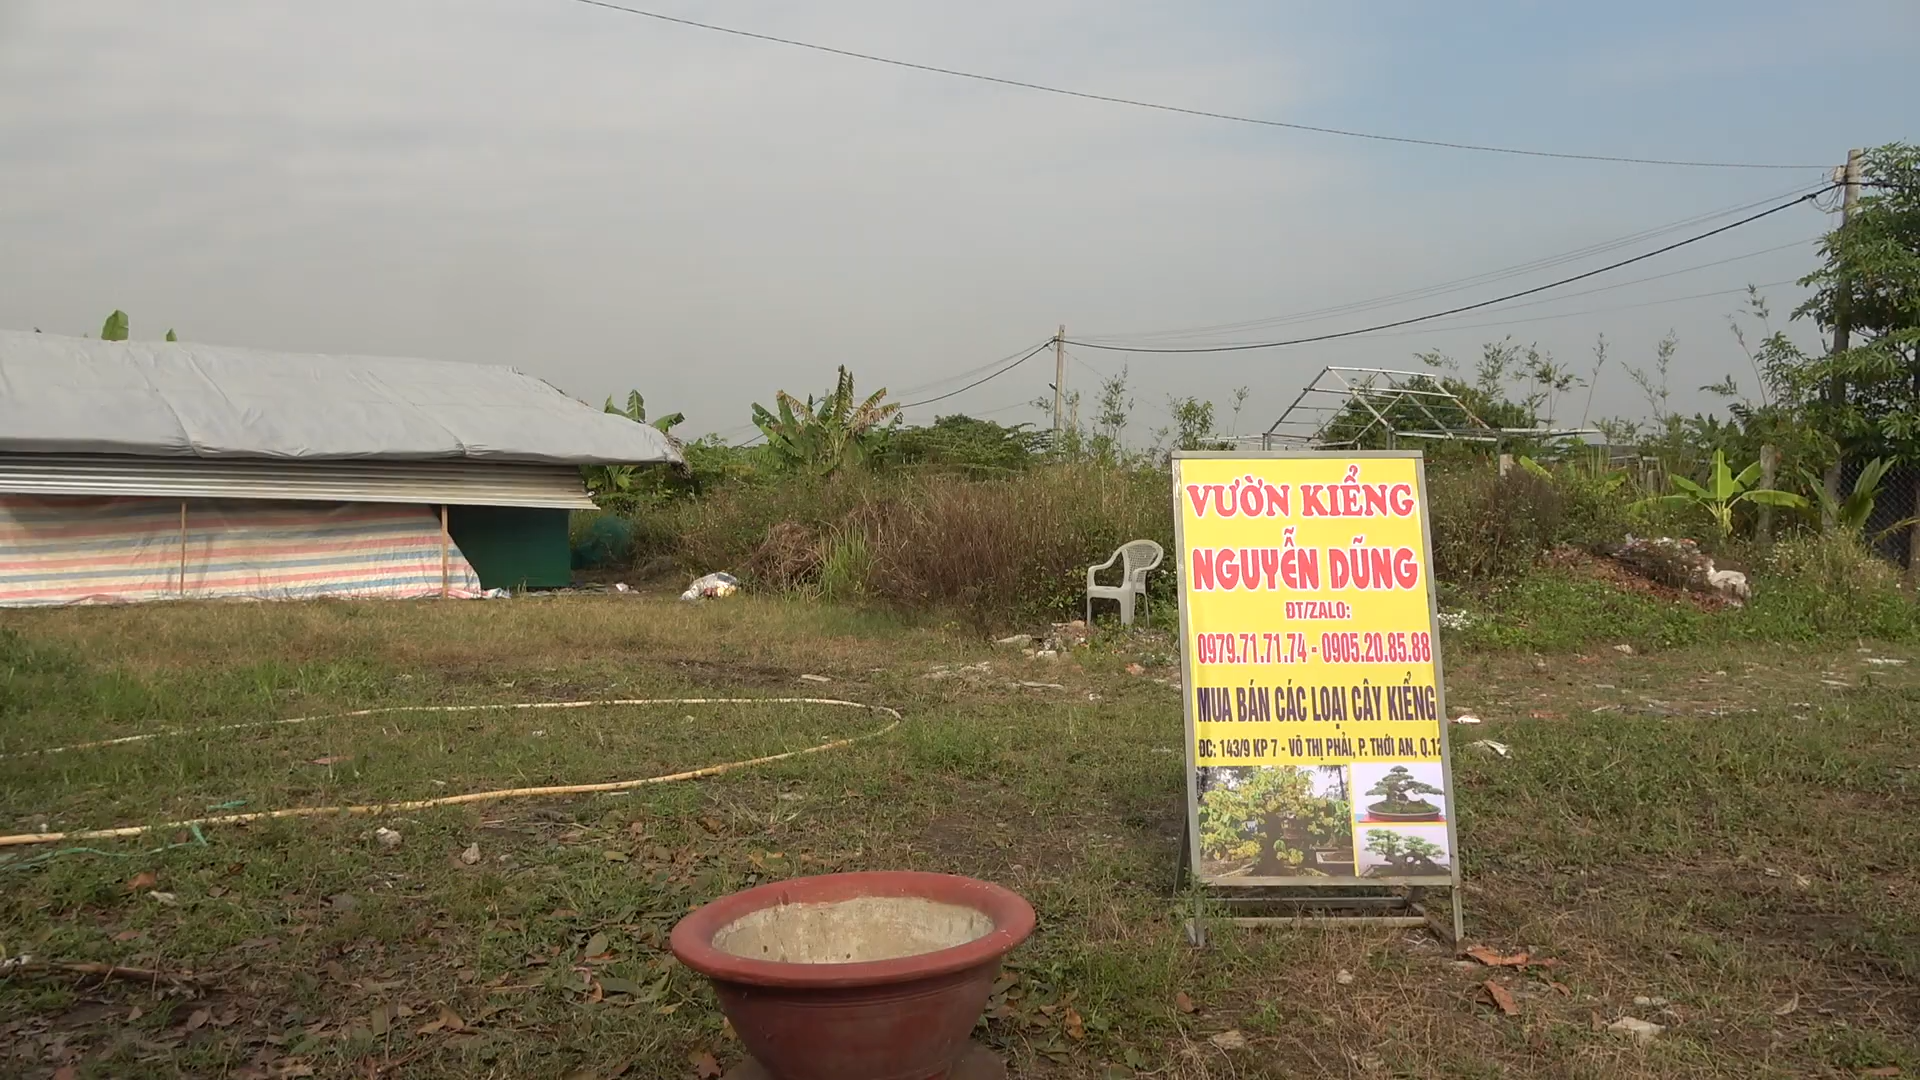 VƯỜN KIỂNG
NGUYỄN DŨNG
ĐT/ZALO:
0979.71.71.74 - 0905.20.85.88
MUA BÁN CÁC LOẠI CÂY KIỂNG
ĐC: 143/9 KP 7 - VÕ THỊ PHẢI, P. THỚI AN, Q.12